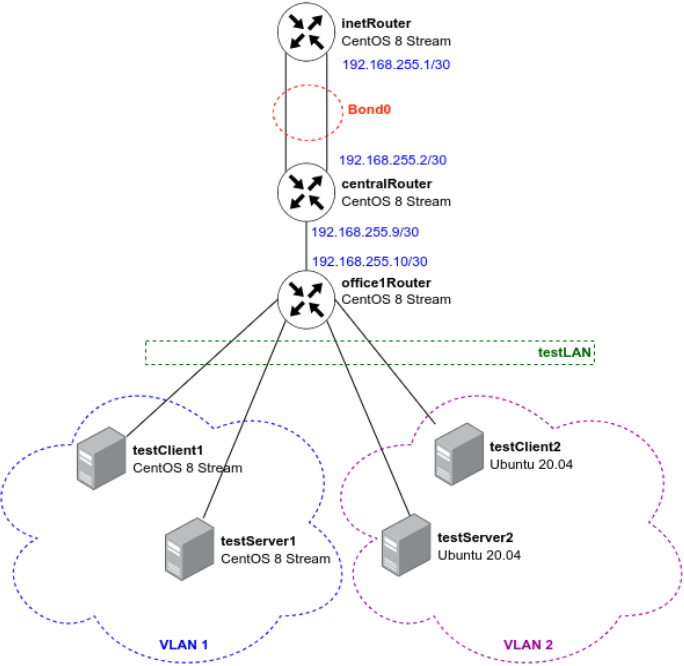 inetRouter
CentOS 8 Stream
192.168.255.1/30
Bond0
192.168.255.2/30
centralRouter
CentOS 8 Stream
192.168.255.9/30
192.168.255.10/30
office1Router
CentOS 8 Stream
testLAN
testClient1
CentOS 8 Stream
testClient2
Ubuntu 20.04
testServer1
CentOS 8 Stream
testServer2
Ubuntu 20.04
VLAN 1
VLAN 2